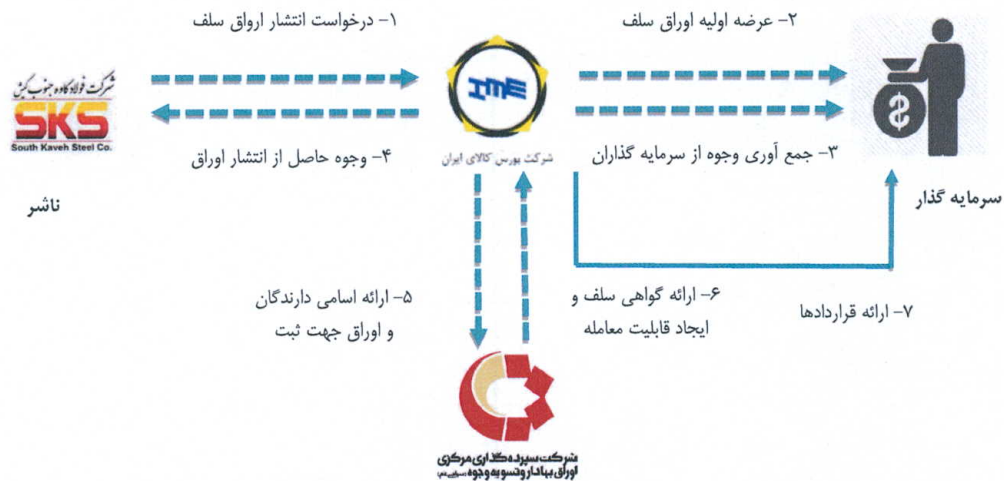 ۱- درخواست انتشار ارواق سلف
۲- عرضه اولیه اوراق سلف
شرکت فولاد کاوه جنوب کیش
SKS
South Kaveh Steel Co.
IME
شرکت بورس کالای ایران
۴- وجوه حاصل از انتشار اوراق
۳- جمع آوری وجوه از سرمایه گذاران
ناشر
سرمایه گذار
۵- ارائه اسامی دارندگان
و اوراق جهت ثبت
۶- ارائه گواهی سلف و
ایجاد قابلیت معامله
۷- ارائه قراردادها
شرکت سپرده‌گذاری مرکزی
اوراق بهادار و تسویه وجوه